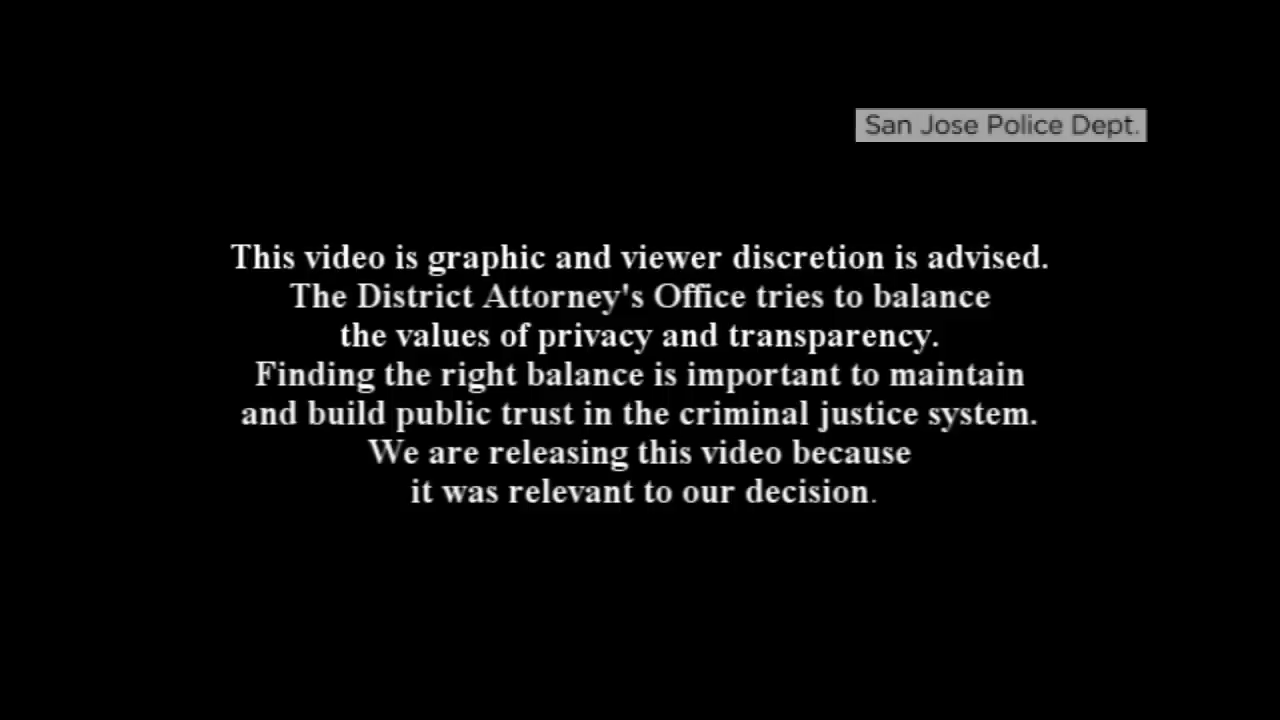 San Jose Police Dept.
This video is graphic and viewer discretion is advised.
The District Attorney's Office tries to balance
the values of privacy and transparency.
Finding the right balance is important to maintain
and build public trust in the criminal justice system.
We are releasing this video because
it was relevant to our decision.